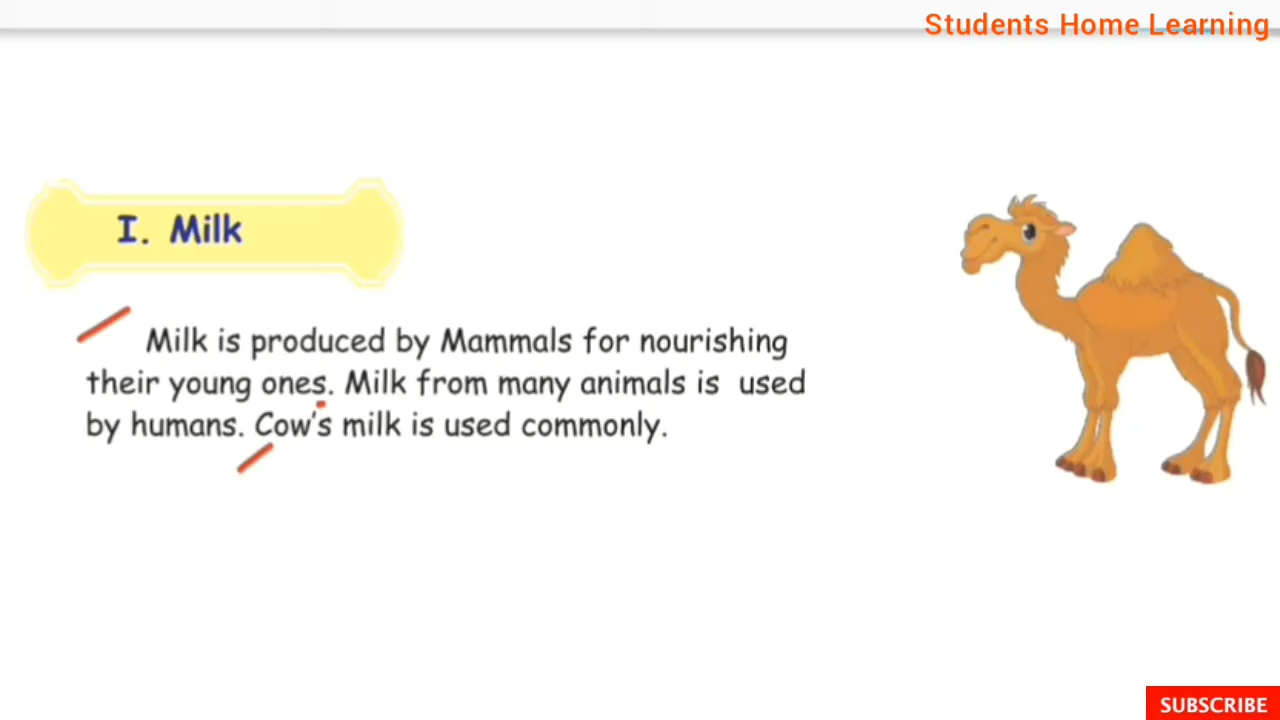 Students Home Learning
I. Milk
Milk is produced by Mammals for nourishing
their young ones. Milk from many animals is used
by humans. Cow's milk is used commonly.
SUBSCRIBE